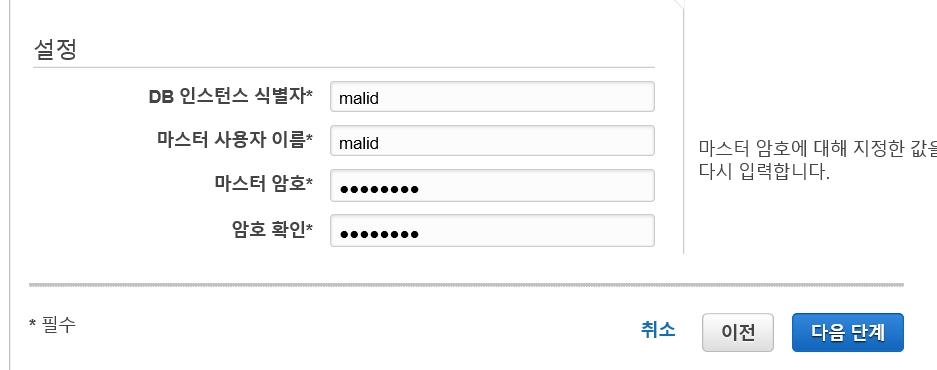 설정
DB 인스턴스 식별자* malid
마스터 사용자 이름* malid
마스터 암호* ●●●●●●●●
암호 확인* ●●●●●●●●
마스터 암호에 대해 지정한 값을
다시 입력합니다.
* 필수
취소 이전 다음 단계